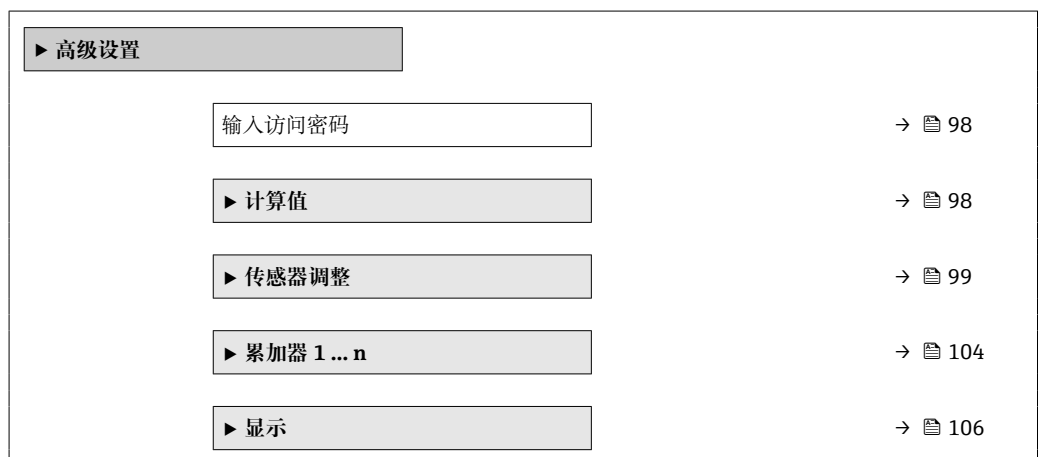 ▶ 高级设置
输入访问密码 → 🖹 98
▶ 计算值 → 🖹 98
▶ 传感器调整 → 🖹 99
▶ 累加器 1 ... n → 🖹 104
▶ 显示 → 🖹 106